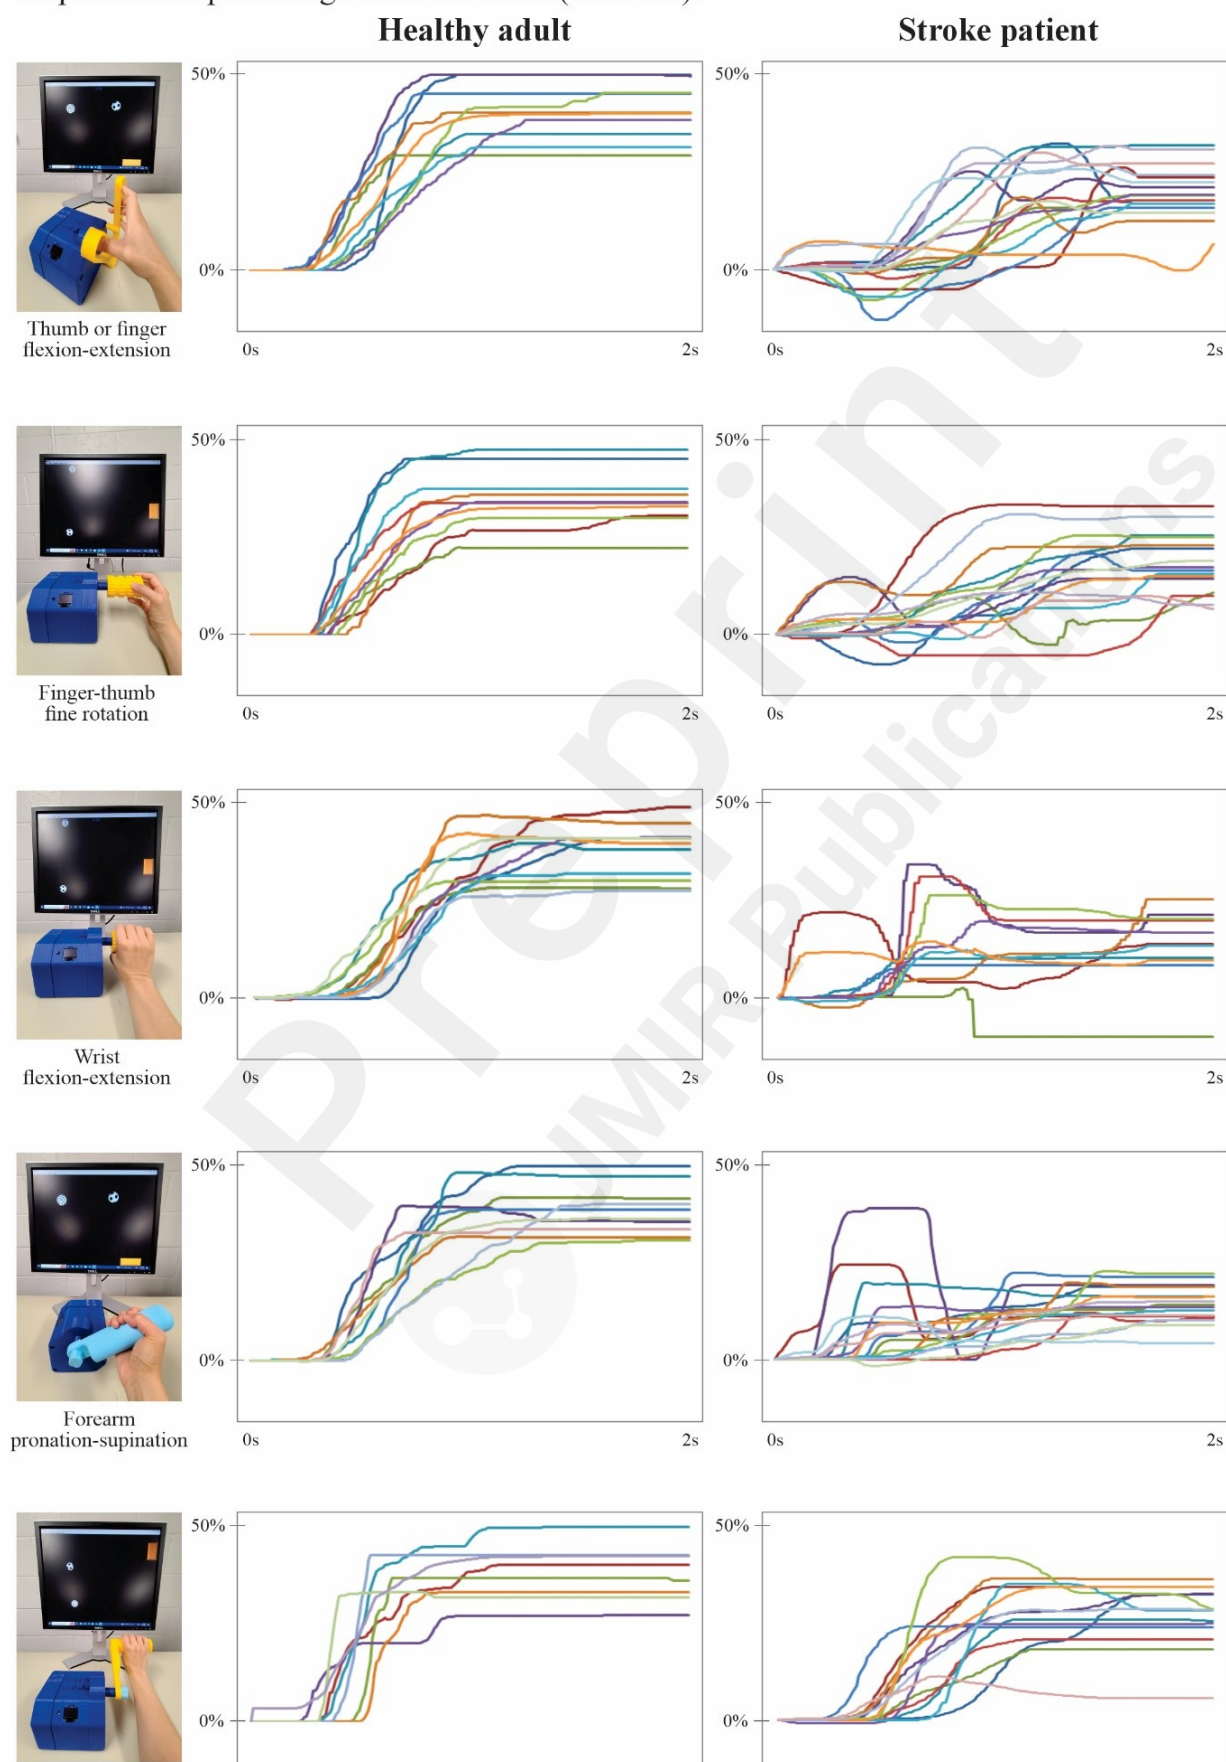 Healthy adult
Stroke patient
50%
0%
0s
2s
50%
0%
0s
2s
Thumb or finger
flexion-extension
50%
0%
0s
2s
50%
0%
0s
2s
Finger-thumb
fine rotation
50%
0%
0s
2s
50%
0%
0s
2s
Wrist
flexion-extension
50%
0%
0s
2s
50%
0%
0s
2s
Forearm
pronation-supination
50%
0%
50%
0%
Preprint
JMIR Publications